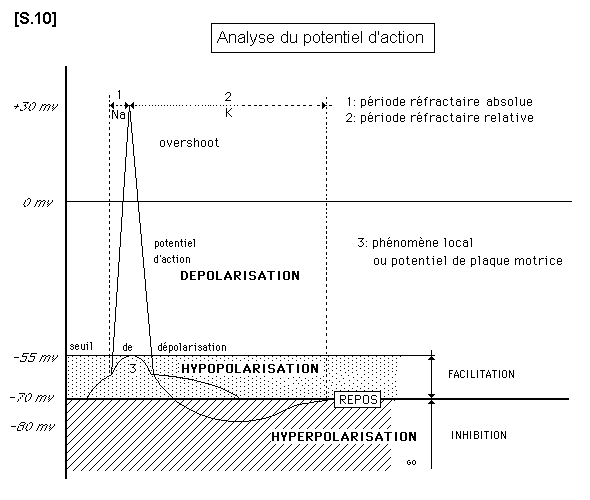 [S.10]
Analyse du potentiel d'action
1
2
+30 mv
Na
K
1: période réfractaire absolue
2: période réfractaire relative
overshoot
0 mv
potentiel
d'action
3: phénomène local
ou potentiel de plaque motrice
DEPOLARISATION
seuil de dépolarisation
-55 mv
3
HYPOPOLARISATION
FACILITATION
-70 mv
REPOS
-80 mv
HYPERPOLARISATION
INHIBITION
GO